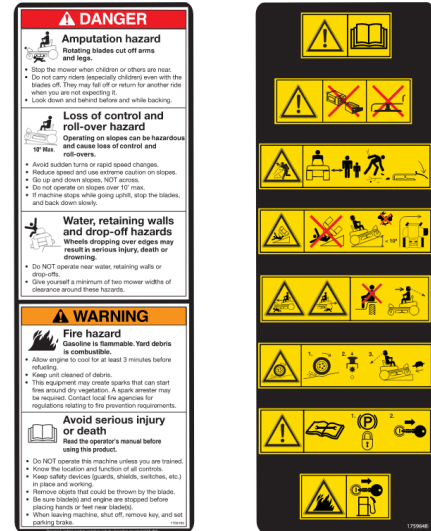 DANGER
Amputation hazard
Rotating blades cut off arms
and legs.
• Stop the mower when children or others are near.
• Do not carry riders (especially children) even with the
blades off. They may fall off or return for another ride
when you are not expecting it.
• Look down and behind before and while backing.
Loss of control and
roll-over hazard
Operating on slopes can be hazardous
and cause loss of control and
roll-overs.
10° Max.
• Avoid sudden turns or rapid speed changes.
• Reduce speed and use extreme caution on slopes.
• Go up and down slopes, NOT across.
• Do not operate on slopes over 10° max.
• If machine stops while going uphill, stop the blades,
and back down slowly.
Water, retaining walls
and drop-off hazards
Wheels dropping over edges may
result in serious injury, death or
drowning.
• Do NOT operate near water, retaining walls or
drop-offs.
• Give yourself a minimum of two mower widths of
clearance around these hazards.
WARNING
Fire hazard
Gasoline is flammable. Yard debris
is combustible.
• Allow engine to cool for at least 3 minutes before
refueling.
• Keep unit cleaned of debris.
• This equipment may create sparks that can start
fires around dry vegetation. A spark arrester may
be required. Contact local fire agencies for
regulations relating to fire prevention requirements.
Avoid serious injury
or death
Read the operator's manual before
using this product.
• Do NOT operate this machine unless you are trained.
• Know the location and function of all controls.
• Keep safety devices (guards, shields, switches, etc.)
in place and working.
• Remove objets that could be thrown by the blade.
• Be sure blade(s) and engine are stopped before
placing hands or feet near blade(s).
• When leaving machine, shut off, remove key, and set
parking brake.
< 10°
1. 2. 3.
1. P 2.
1759648